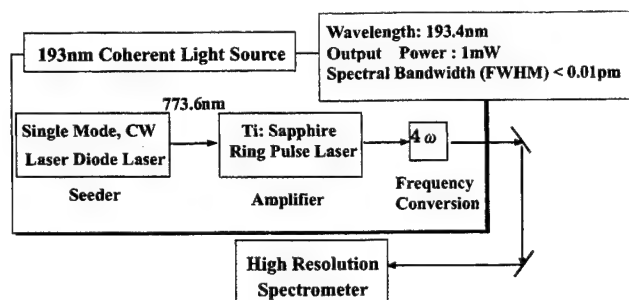 193nm Coherent Light Source
Wavelength: 193.4nm
Output Power : 1mW
Spectral Bandwidth (FWHM) < 0.01pm
773.6nm
Single Mode, CW
Laser Diode Laser
Seeder
Ti: Sapphire
Ring Pulse Laser
Amplifier
4 ω
Frequency
Conversion
High Resolution
Spectrometer